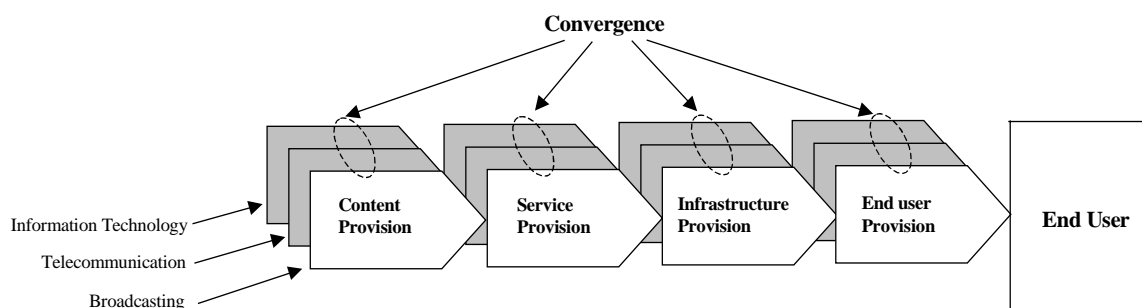 Convergence
Content
Provision
Service
Provision
Infrastructure
Provision
End user
Provision
End User
Information Technology
Telecommunication
Broadcasting